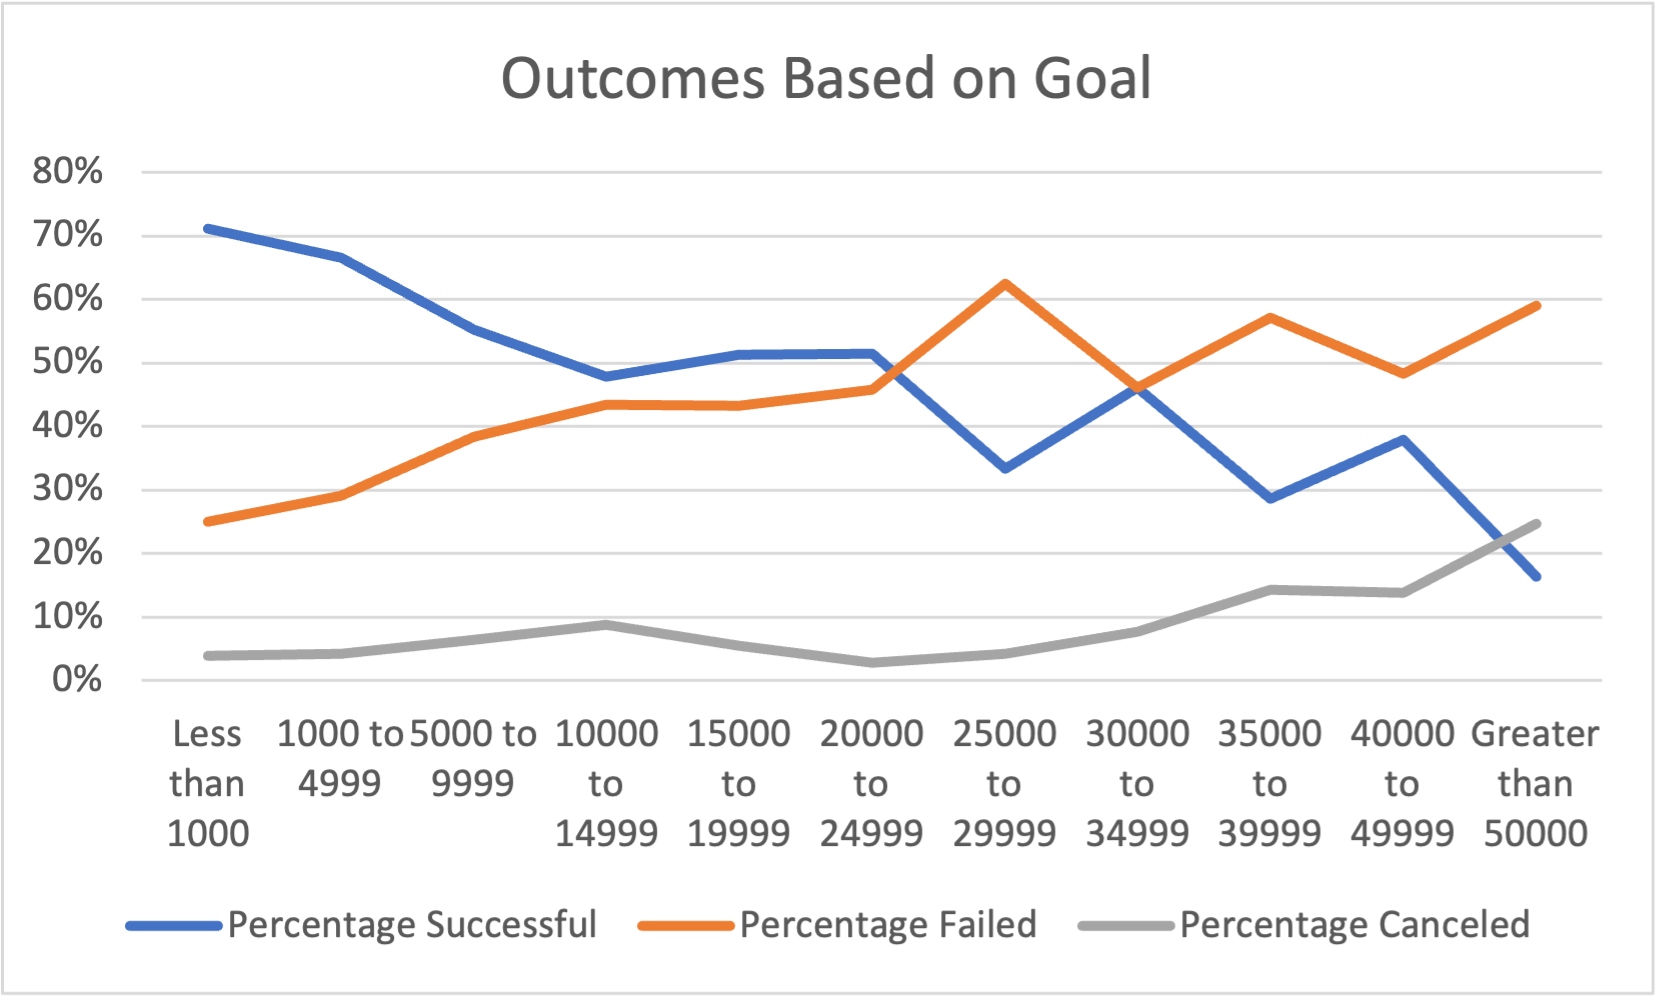 Outcomes Based on Goal
80%
70%
60%
50%
40%
30%
20%
10%
0%
Less than 1000
1000 to 4999
5000 to 9999
10000 to 14999
15000 to 19999
20000 to 24999
25000 to 29999
30000 to 34999
35000 to 39999
40000 to 49999
Greater than 50000
Percentage Successful
Percentage Failed
Percentage Canceled